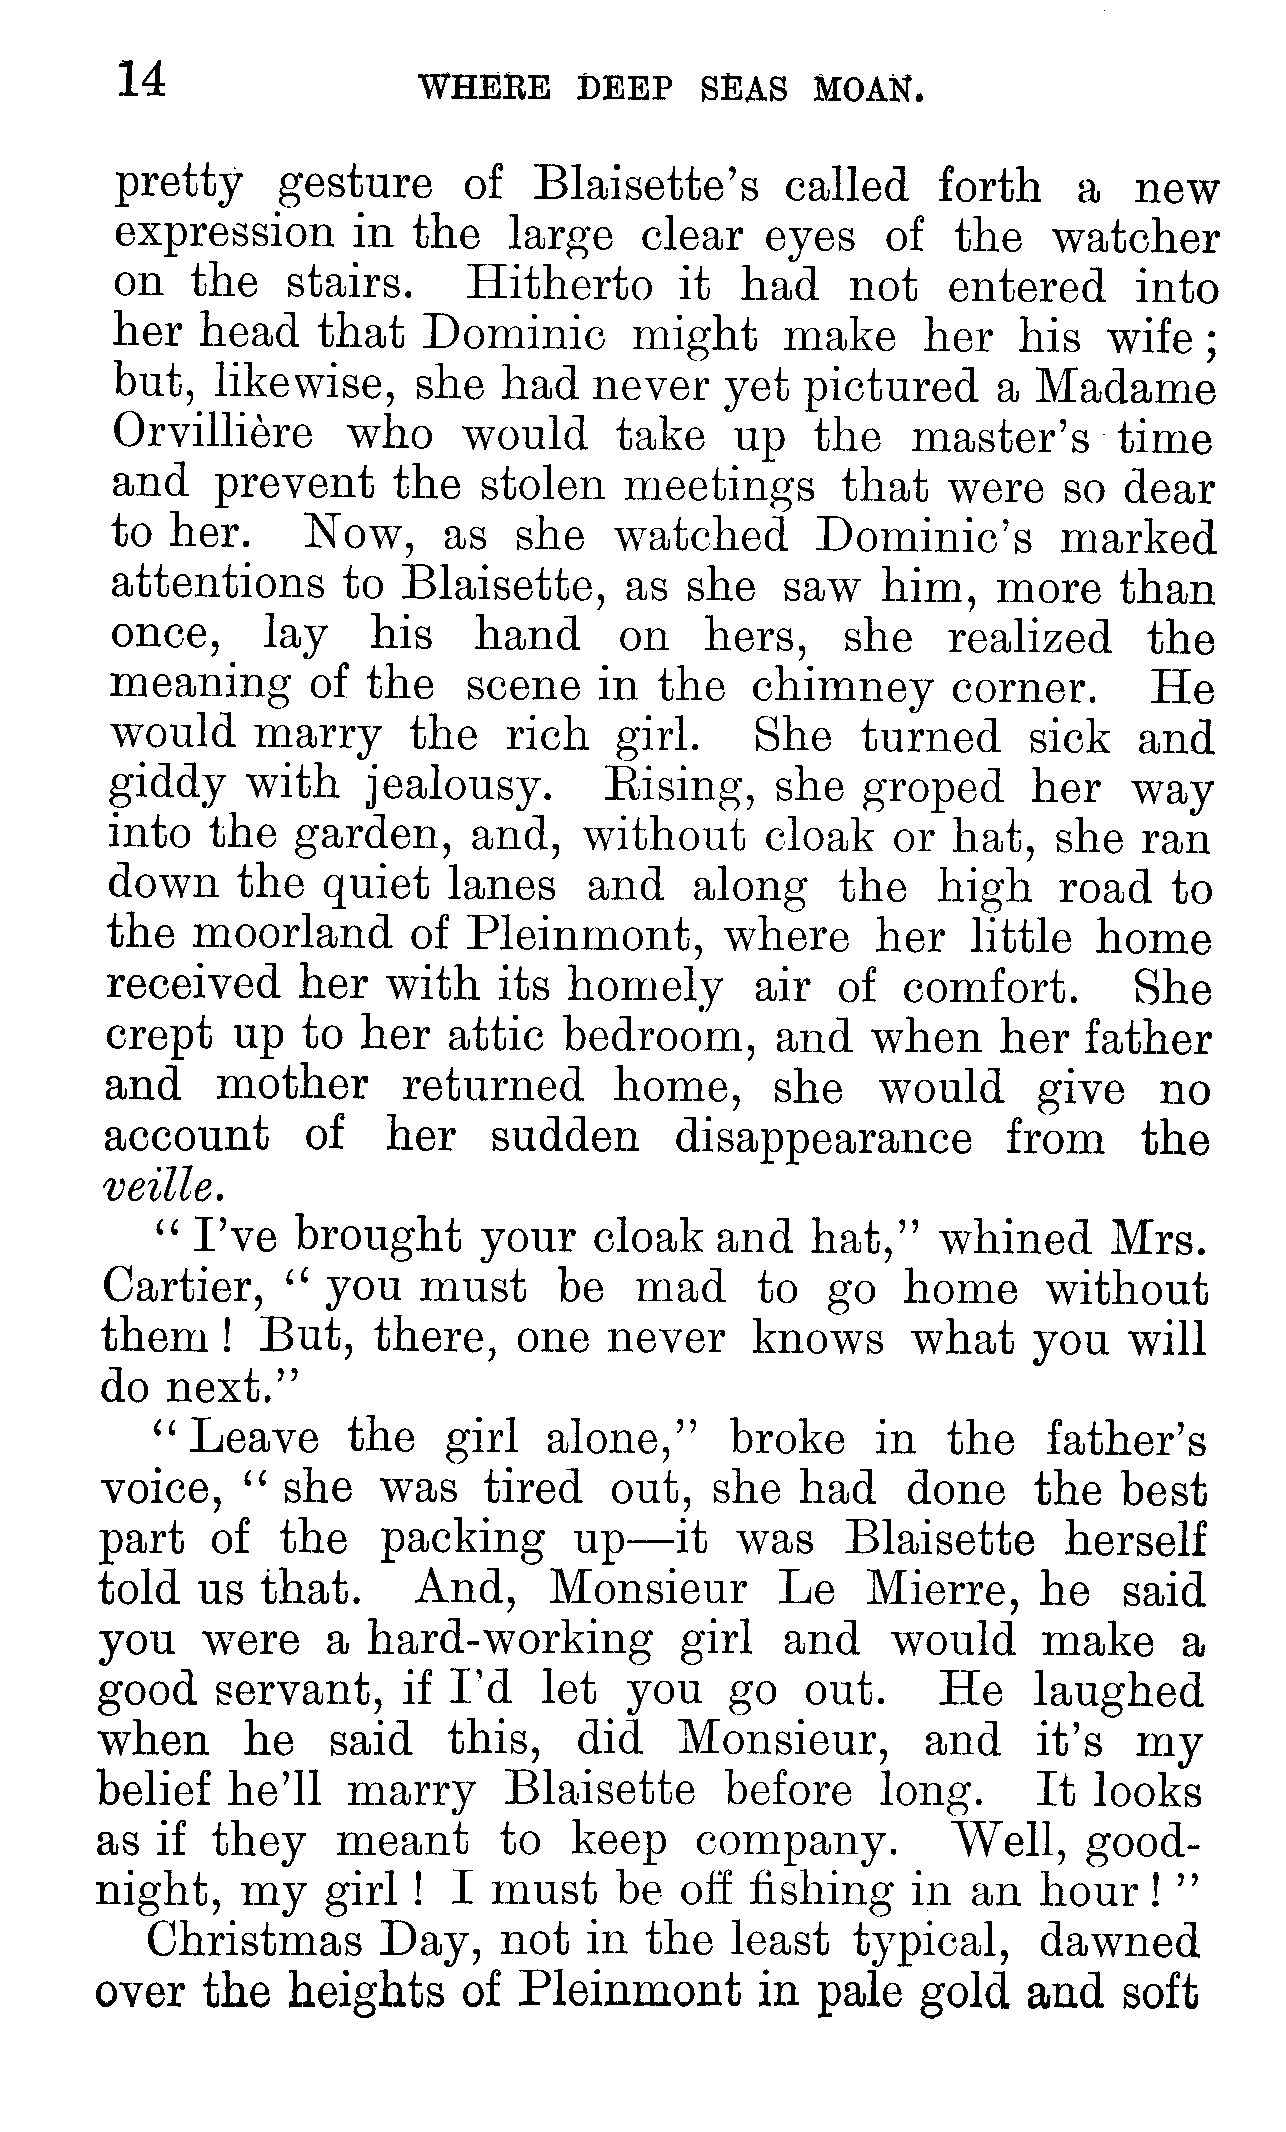 14 WHERE DEEP SEAS MOAN.
pretty gesture of Blaisette's called forth a new
expression in the large clear eyes of the watcher
on the stairs. Hitherto it had not entered into
her head that Dominic might make her his wife ;
but, likewise, she had never yet pictured a Madame
Orvillière who would take up the master's time
and prevent the stolen meetings that were so dear
to her. Now, as she watched Dominic's marked
attentions to Blaisette, as she saw him, more than
once, lay his hand on hers, she realized the
meaning of the scene in the chimney corner. He
would marry the rich girl. She turned sick and
giddy with jealousy. Rising, she groped her way
into the garden, and, without cloak or hat, she ran
down the quiet lanes and along the high road to
the moorland of Pleinmont, where her little home
received her with its homely air of comfort. She
crept up to her attic bedroom, and when her father
and mother returned home, she would give no
account of her sudden disappearance from the
veille.
“ I've brought your cloak and hat,” whined Mrs.
Cartier, “ you must be mad to go home without
them ! But, there, one never knows what you will
do next.”
“ Leave the girl alone,” broke in the father's
voice, “ she was tired out, she had done the best
part of the packing up—it was Blaisette herself
told us that. And, Monsieur Le Mierre, he said
you were a hard-working girl and would make a
good servant, if I'd let you go out. He laughed
when he said this, did Monsieur, and it's my
belief he'll marry Blaisette before long. It looks
as if they meant to keep company. Well, good-
night, my girl ! I must be off fishing in an hour ! ”
Christmas Day, not in the least typical, dawned
over the heights of Pleinmont in pale gold and soft